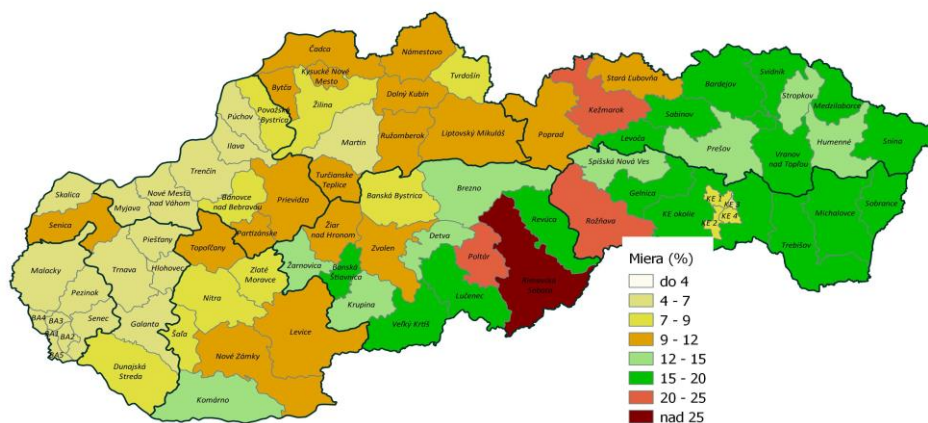 Čadca
Námestovo
Kysucké Nové
Mesto
Tvrdošín
Bytča
Dolný Kubín
Stará Ľubovňa
Bardejov
Svidník
Stropkov
Medzilaborce
Považská
Bystrica
Žilina
Kežmarok
Púchov
Ružomberok
Liptovský Mikuláš
Poprad
Sabinov
Levoča
Prešov
Humenné
Snina
Ilava
Martin
Vranov
nad Topľou
Trenčín
Turčianske
Teplice
Spišská Nová Ves
Skalica
Nové Mesto
nad Váhom
Bánovce
nad Bebravou
Prievidza
Banská Bystrica
Brezno
Gelnica
KE 1
KE 3
KE 4
KE 2
KE okolie
Michalovce
Sobrance
Myjava
Senica
Partizánske
Žiar
nad Hronom
Revúca
Rožňava
Trebišov
Piešťany
Topoľčany
Zvolen
Detva
Poltár
Rimavská
Sobota
Malacky
Trnava
Hlohovec
Zlaté
Moravce
Žarnovica
Banská
Štiavnica
Pezinok
Nitra
Krupina
Lučenec
BA4
BA3
BA1
BA2
BA5
Senec
Galanta
Šaľa
Levice
Veľký Krtíš
Dunajská
Streda
Nové Zámky
Komárno
Miera (%)
do 4
4 - 7
7 - 9
9 - 12
12 - 15
15 - 20
20 - 25
nad 25